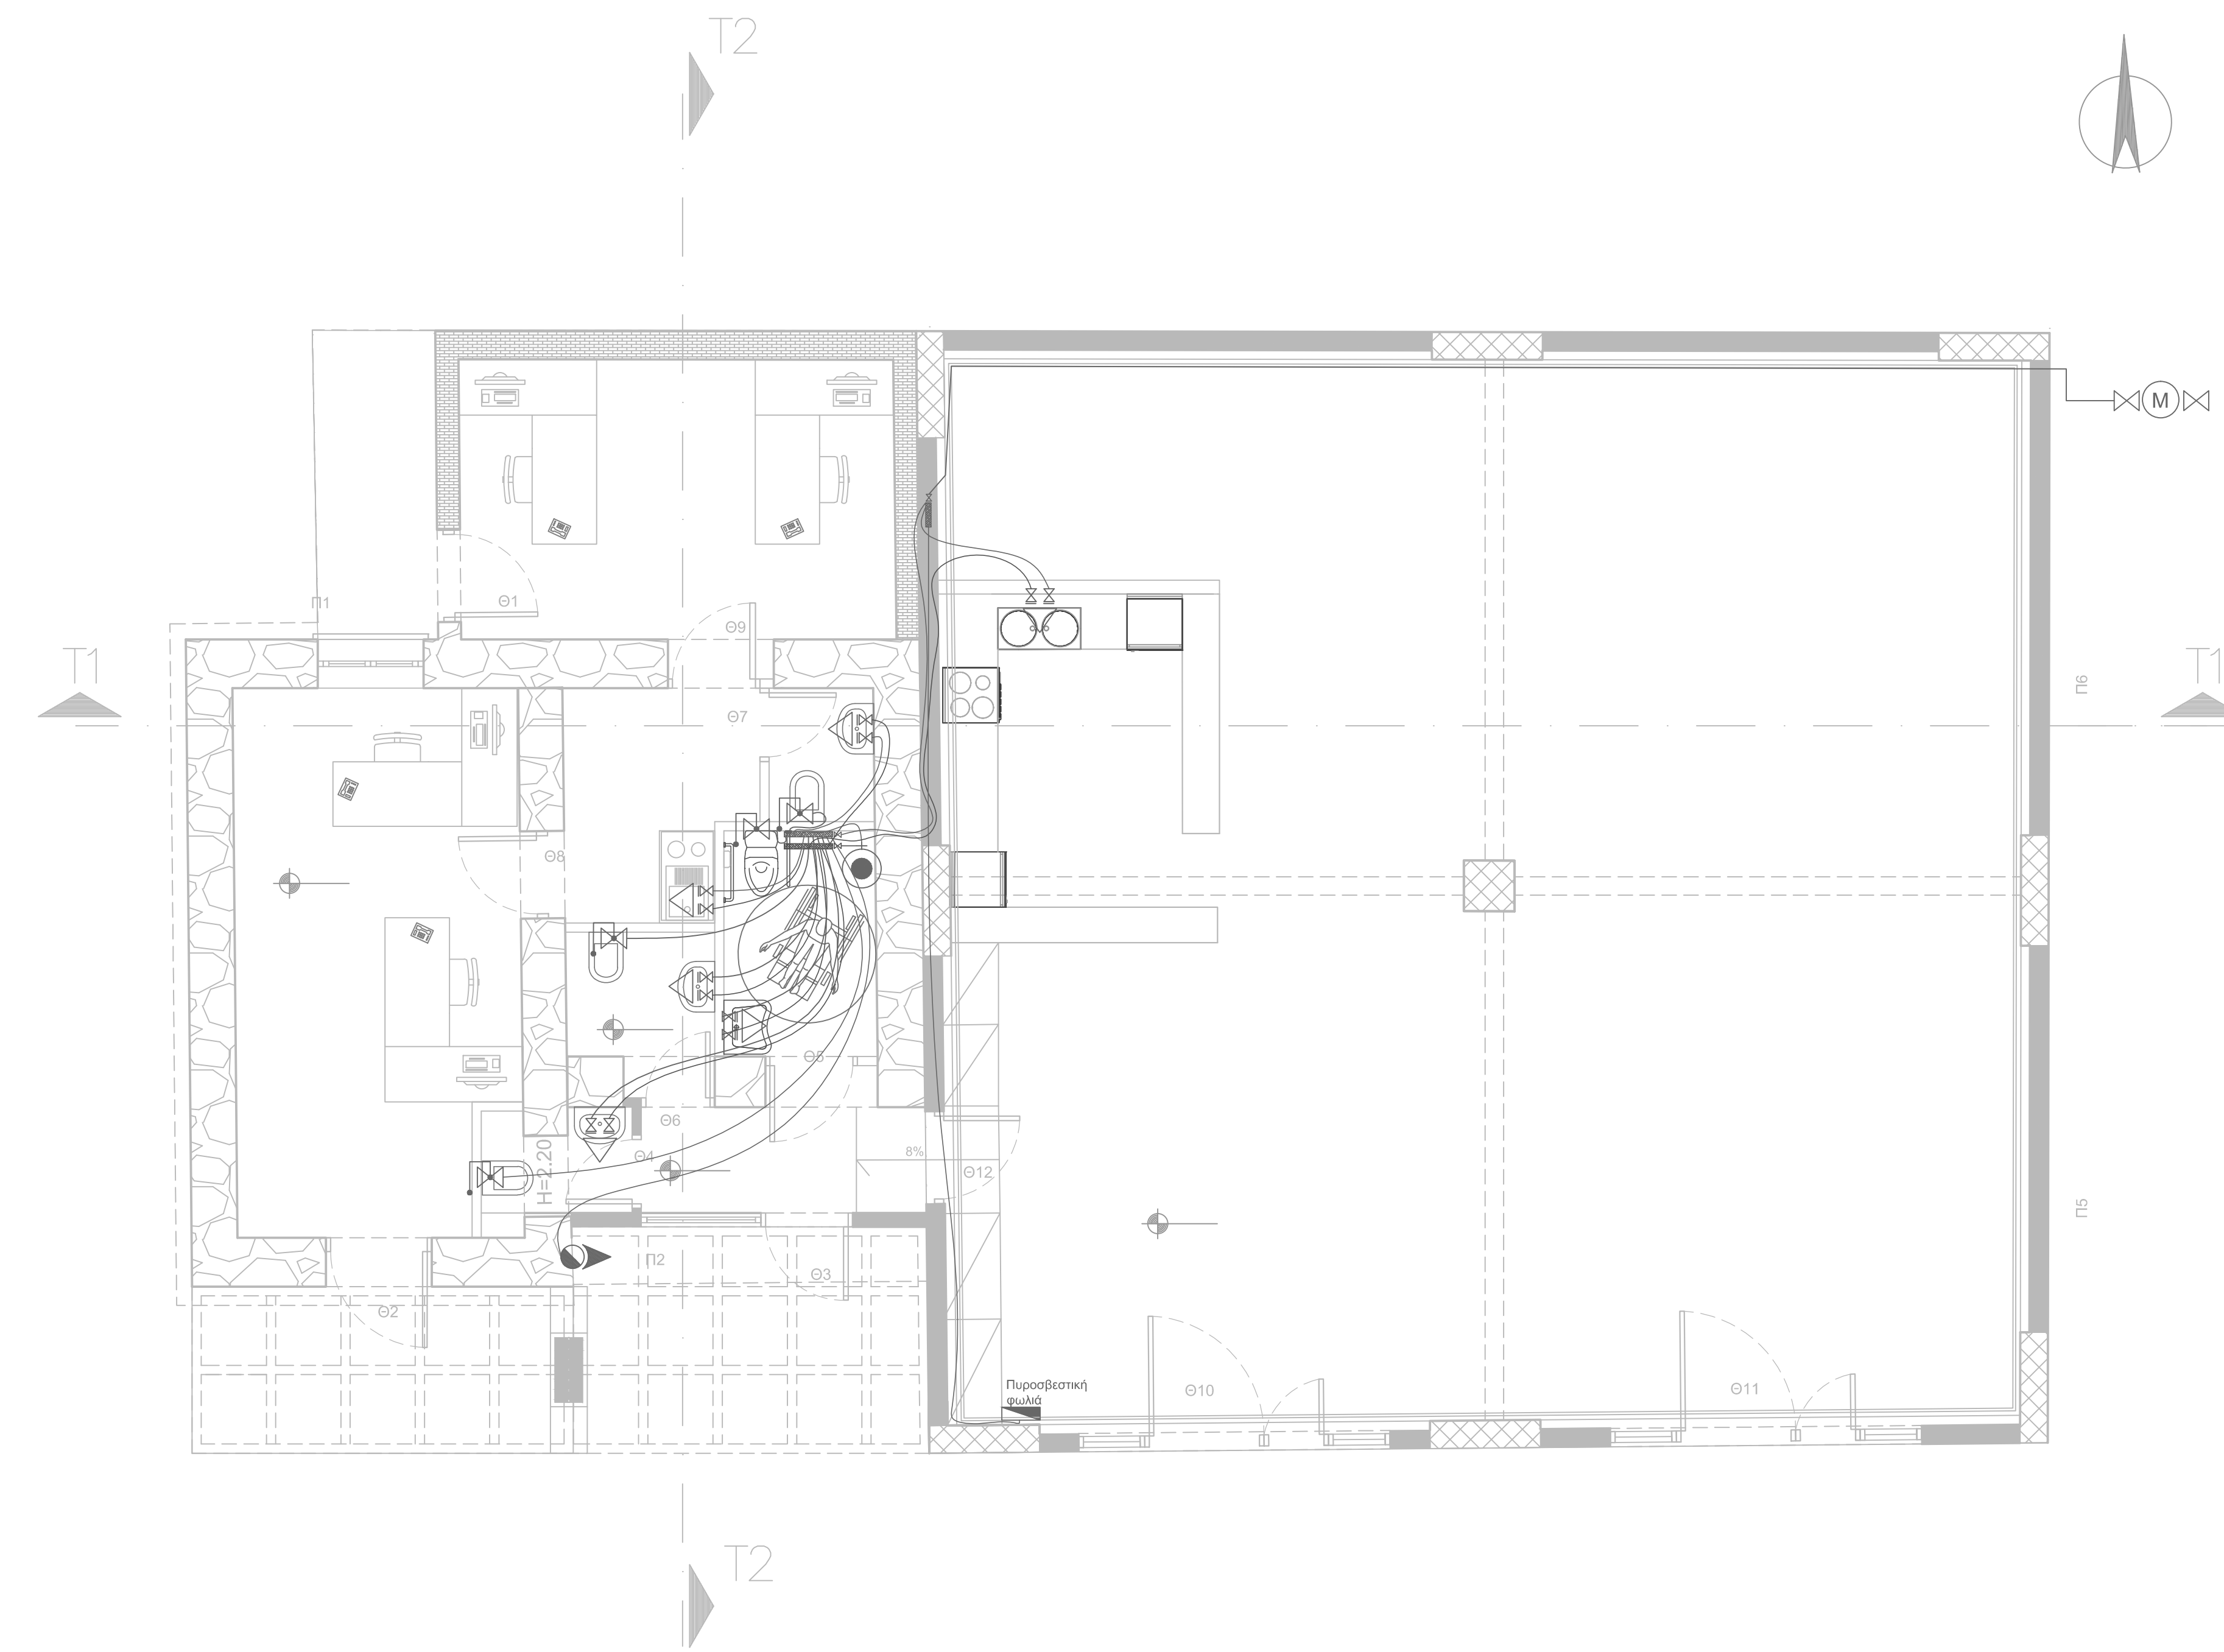 T2
M
Π1
Θ1
Θ9
T1
T1
Π6
Θ7
Θ8
Θ5
Θ6
H=2.20
Θ4
8%
Θ12
Π5
Π2
Θ3
Θ2
Πυροσβεστική
φωλιά
Θ10
Θ11
T2